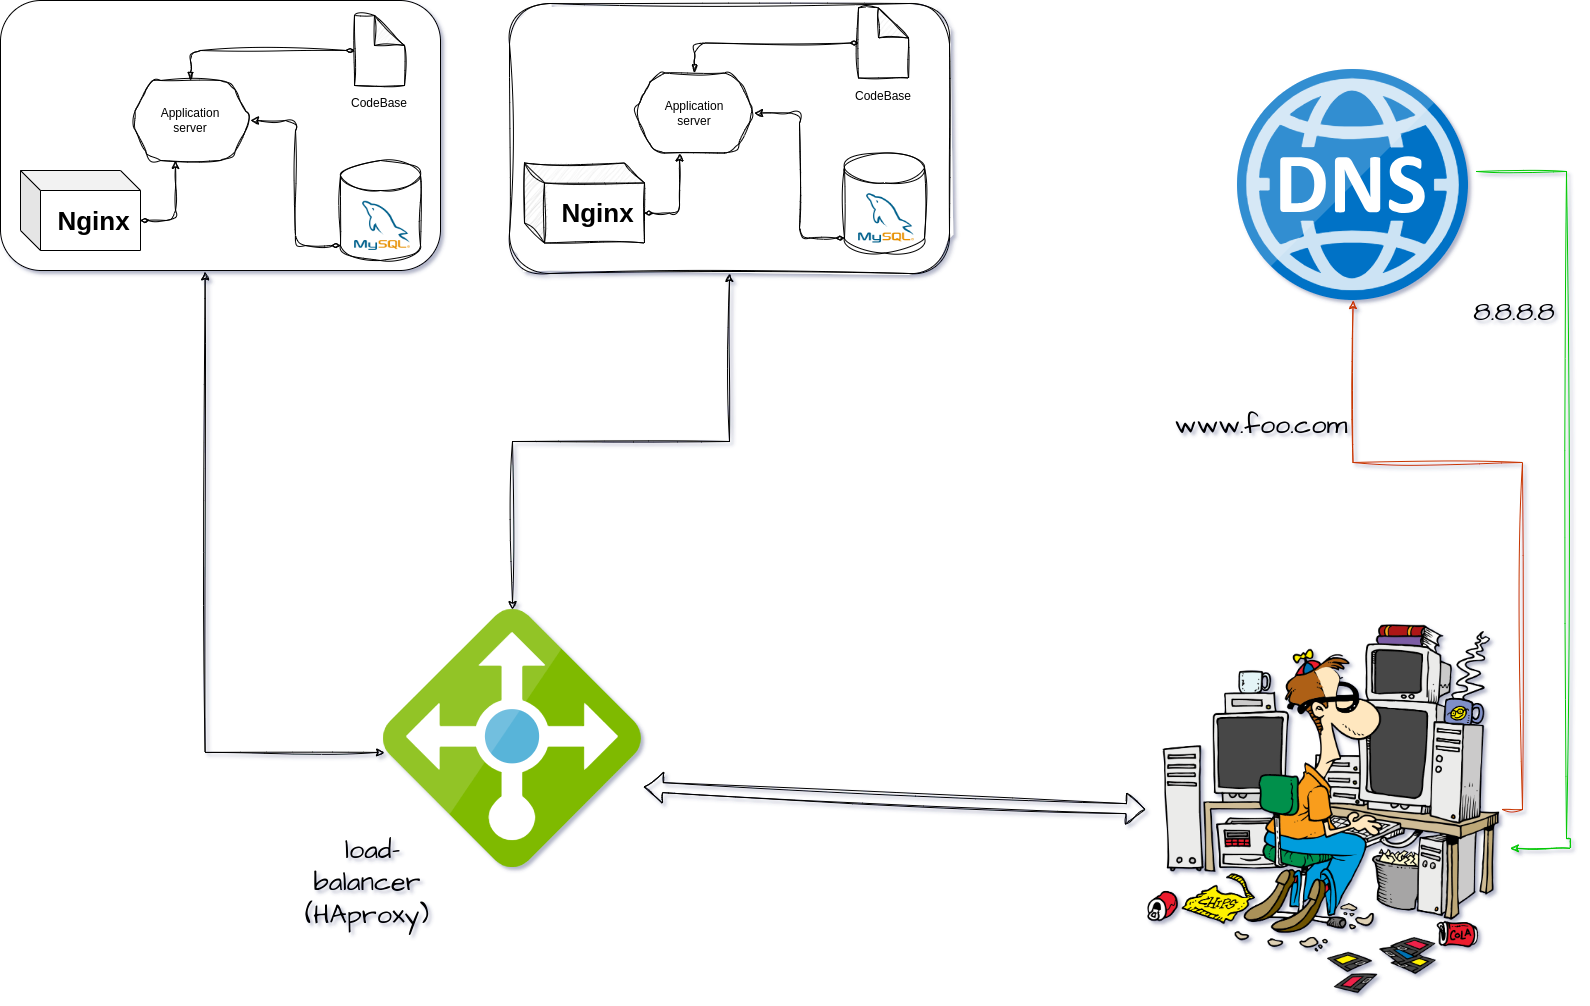 CodeBase
Application
server
Nginx
MySQL
CodeBase
Application
server
Nginx
MySQL
DNS
8.8.8.8
www.foo.com
load-
balancer
(HAproxy)
CHIPS
COLA